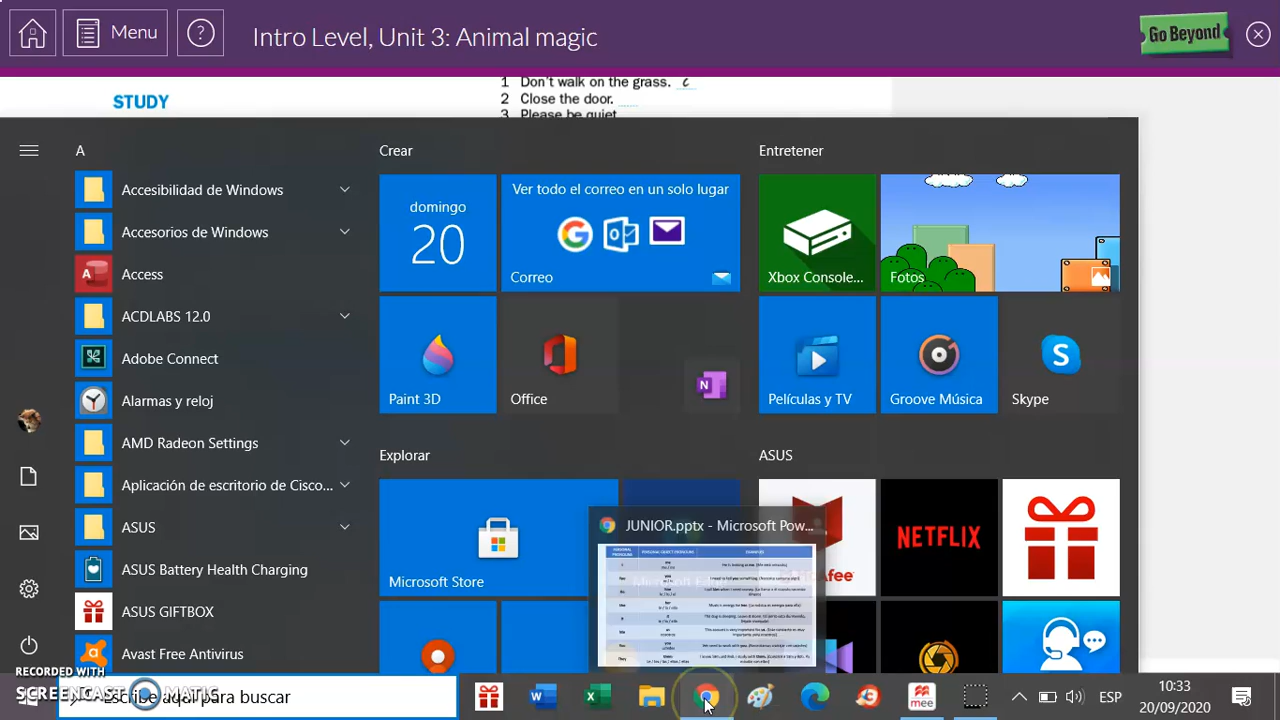 Menu
?
Intro Level, Unit 3: Animal magic
Go Beyond
STUDY
1 Don't walk on the grass. c
2 Close the door.
3 Please be quiet
A
Accesibilidad de Windows
Accesorios de Windows
Access
ACDLABS 12.0
Adobe Connect
Alarmas y reloj
AMD Radeon Settings
Aplicación de escritorio de Cisco...
ASUS
ASUS Battery Health Charging
ASUS GIFTBOX
Avast Free Antivirus
Crear
domingo
20
Ver todo el correo en un solo lugar
Correo
Paint 3D
Office
Explorar
Microsoft Store
Entretener
Xbox Console...
Fotos
Películas y TV
Groove Música
Skype
ASUS
NETFLIX
JUNIOR.pptx - Microsoft Pow...
RECORDED WITH
SCREENCAST-O-MATIC
Escribe aquí para buscar
mee
ESP
10:33
20/09/2020